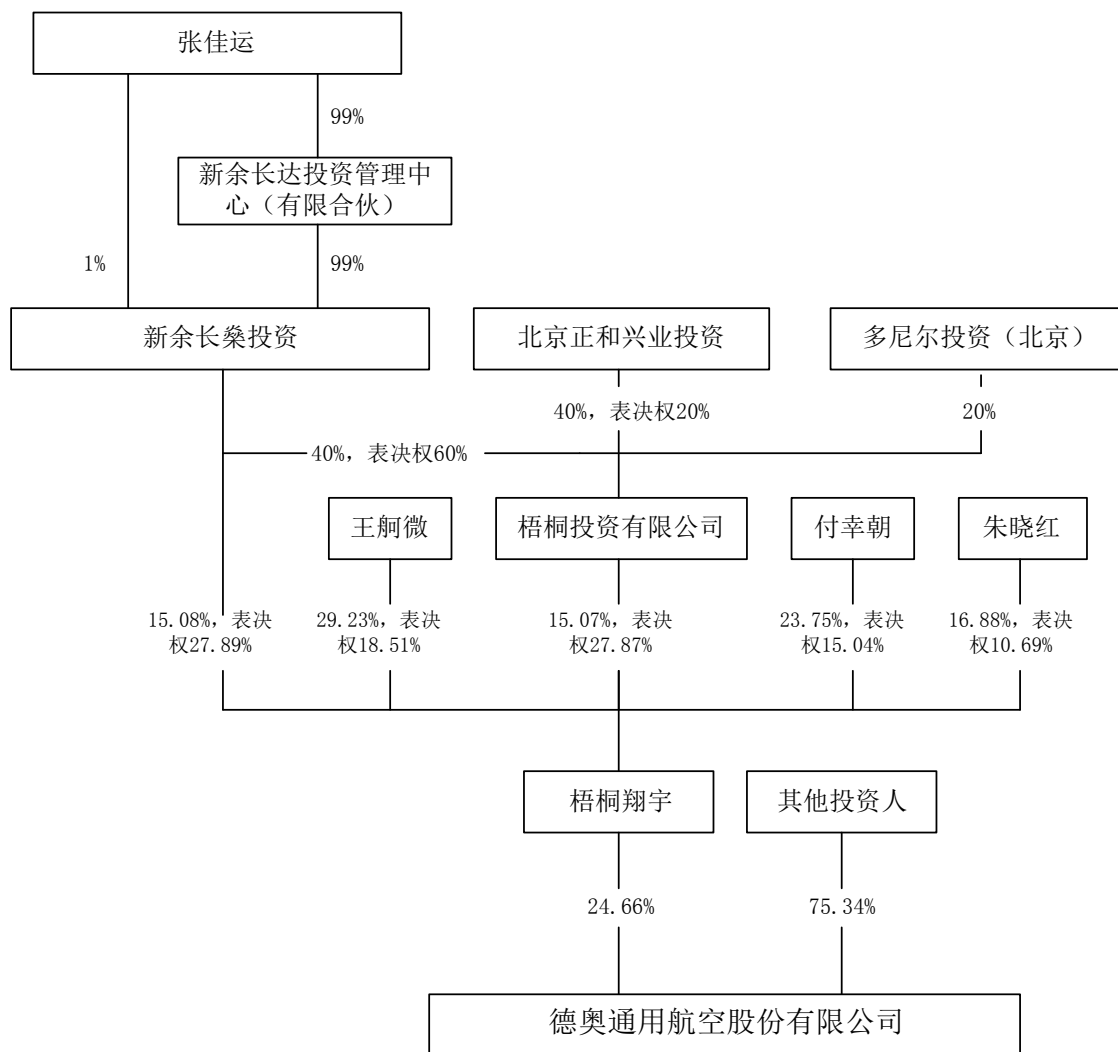 张佳运
99%
新余长达投资管理中
心（有限合伙）
1%
99%
新余长燊投资
北京正和兴业投资
多尼尔投资（北京）
40%，表决权20%
20%
40%，表决权60%
王舸微
梧桐投资有限公司
付幸朝
朱晓红
15.08%，表决
权27.89%
29.23%，表决
权18.51%
15.07%，表决
权27.87%
23.75%，表决
权15.04%
16.88%，表决
权10.69%
梧桐翔宇
其他投资人
24.66%
75.34%
德奥通用航空股份有限公司